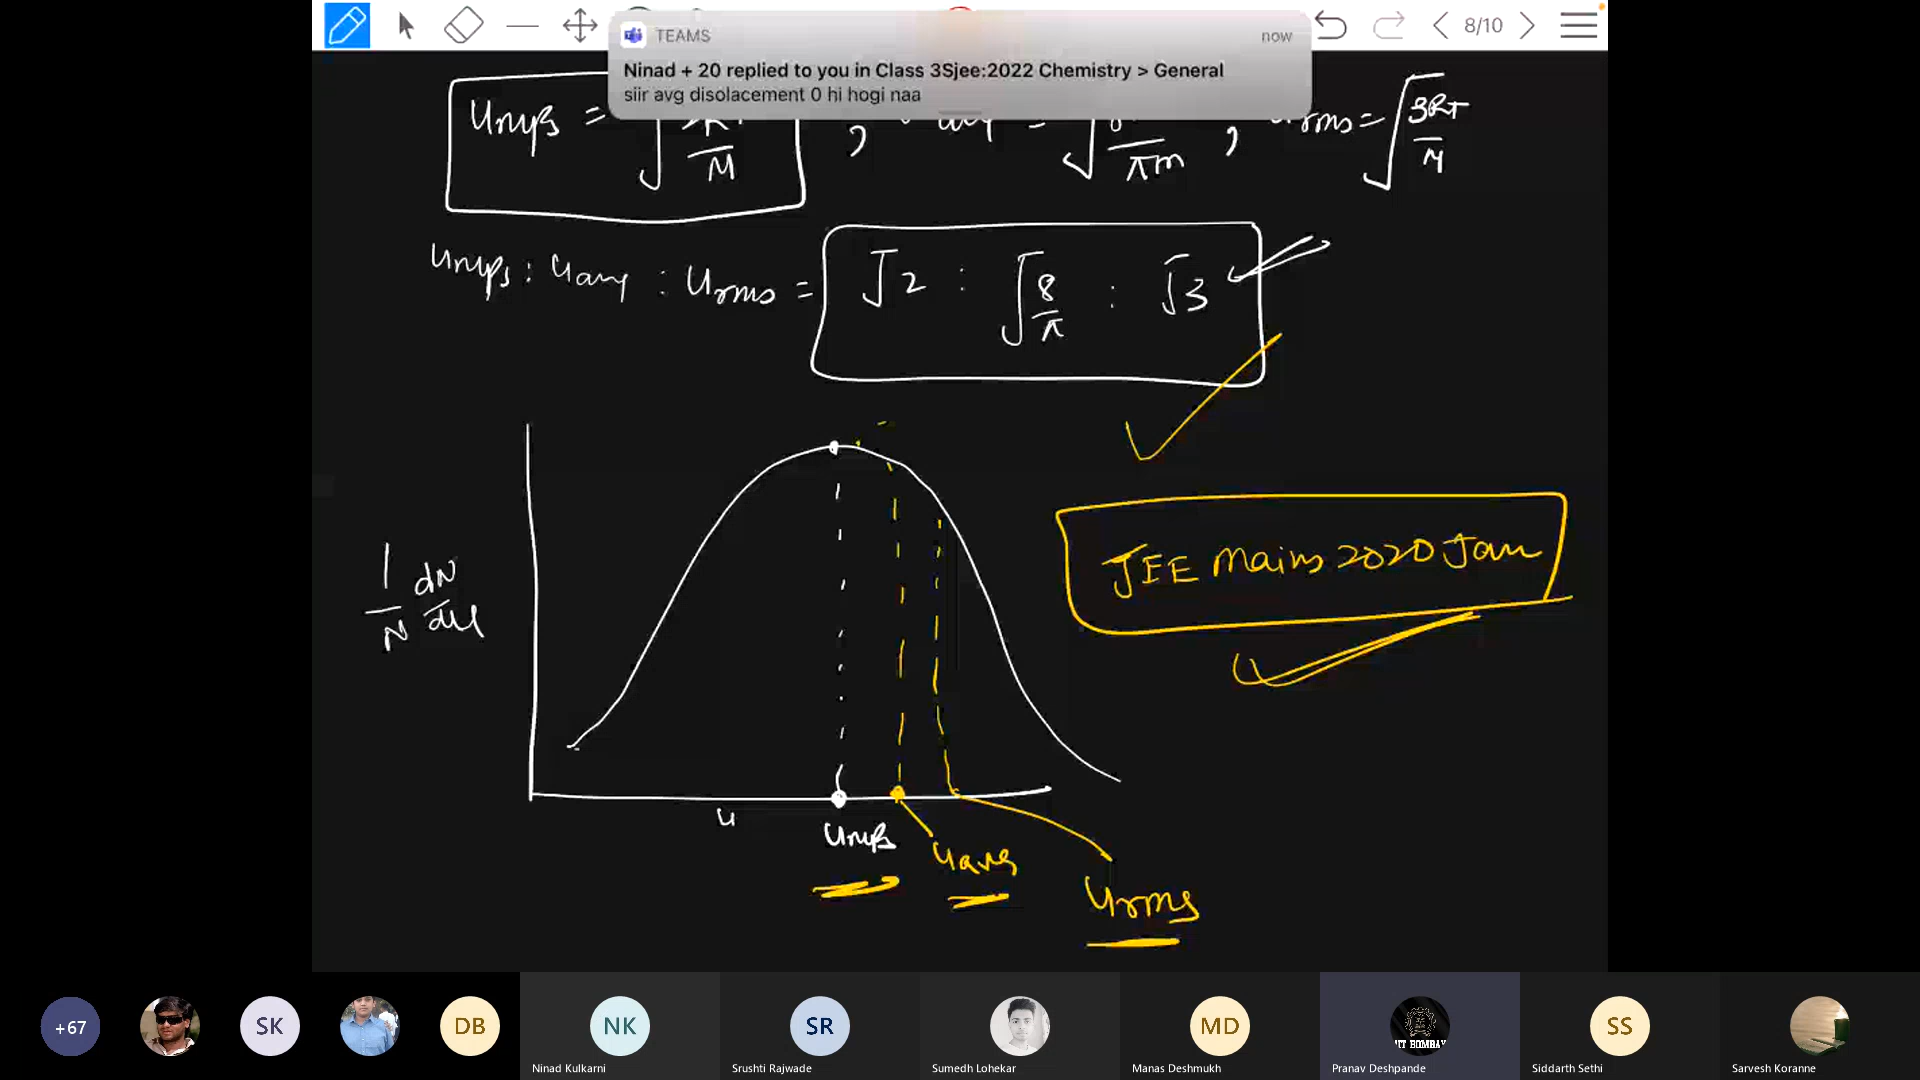 8/10
TEAMS
now
Ninad + 20 replied to you in Class 3Sjee:2022 Chemistry > General
siir avg disolacement 0 hi hogi naa
Umps = √ M , = √ πm , Urms = √3RT/M
Umps : Uavg : Urms = √2 : √8/π : √3
JEE Mains 2020 Jan
1/N dN/du
u
Umps
Uavg
Urms
+67
SK
DB
NK
SR
MD
IIT BOMBAY
SS
Ninad Kulkarni
Srushti Rajwade
Sumedh Lohekar
Manas Deshmukh
Pranav Deshpande
Siddarth Sethi
Sarvesh Koranne